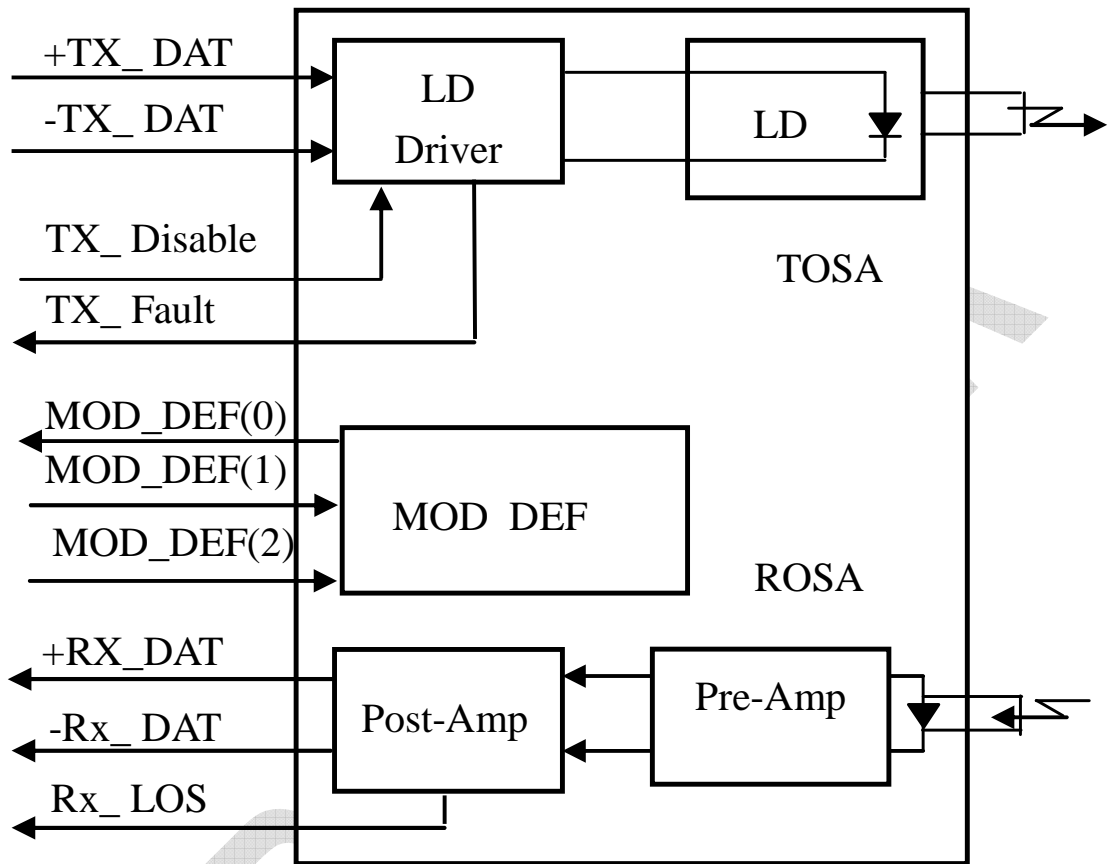 +TX_ DAT
-TX_ DAT
LD
Driver
LD
TX_ Disable
TOSA
TX_ Fault
MOD_DEF(0)
MOD_DEF(1)
MOD_DEF(2)
MOD DEF
ROSA
+RX_DAT
-Rx_ DAT
Rx_ LOS
Post-Amp
Pre-Amp